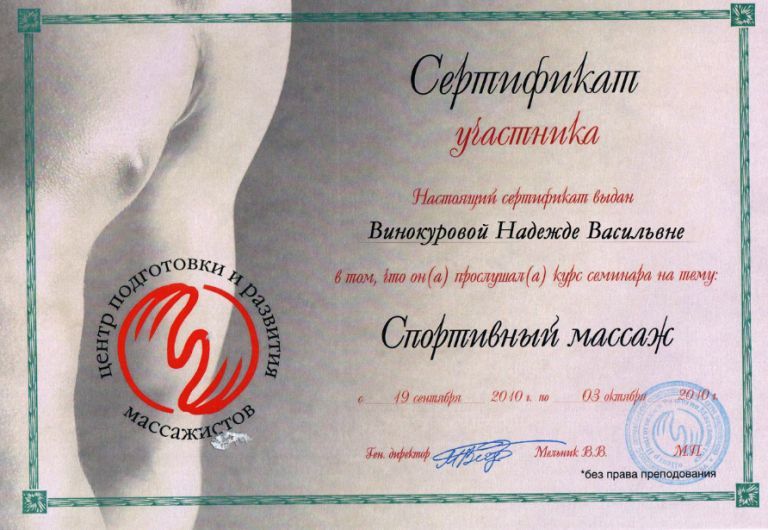 Сертификат
участника
Настоящий сертификат выдан
Винокуровой Надежде Васильвне
в том, что он(а) прослушал(а) курс семинара на тему:
Спортивный массаж
с 19 сентября 2010 г. по 03 октября 2010 г.
Ген. директор Мельник В.В. М.П.
*без права преподования
центр подготовки и развития
массажистов